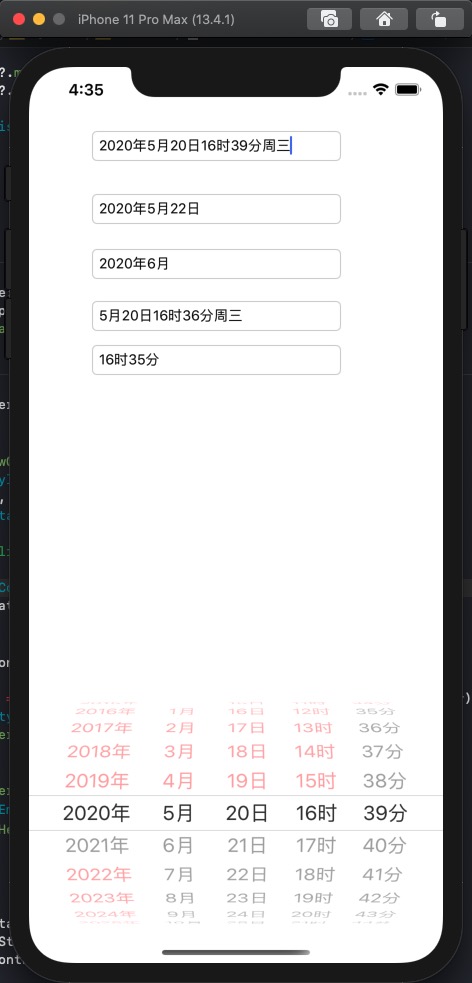 iPhone 11 Pro Max (13.4.1)
4:35
2020年5月20日16时39分周三
2020年5月22日
2020年6月
5月20日16时36分周三
16时35分
2016年 1月 16日 12时 35分
2017年 2月 17日 13时 36分
2018年 3月 18日 14时 37分
2019年 4月 19日 15时 38分
2020年 5月 20日 16时 39分
2021年 6月 21日 17时 40分
2022年 7月 22日 18时 41分
2023年 8月 23日 19时 42分
2024年 9月 24日 20时 43分